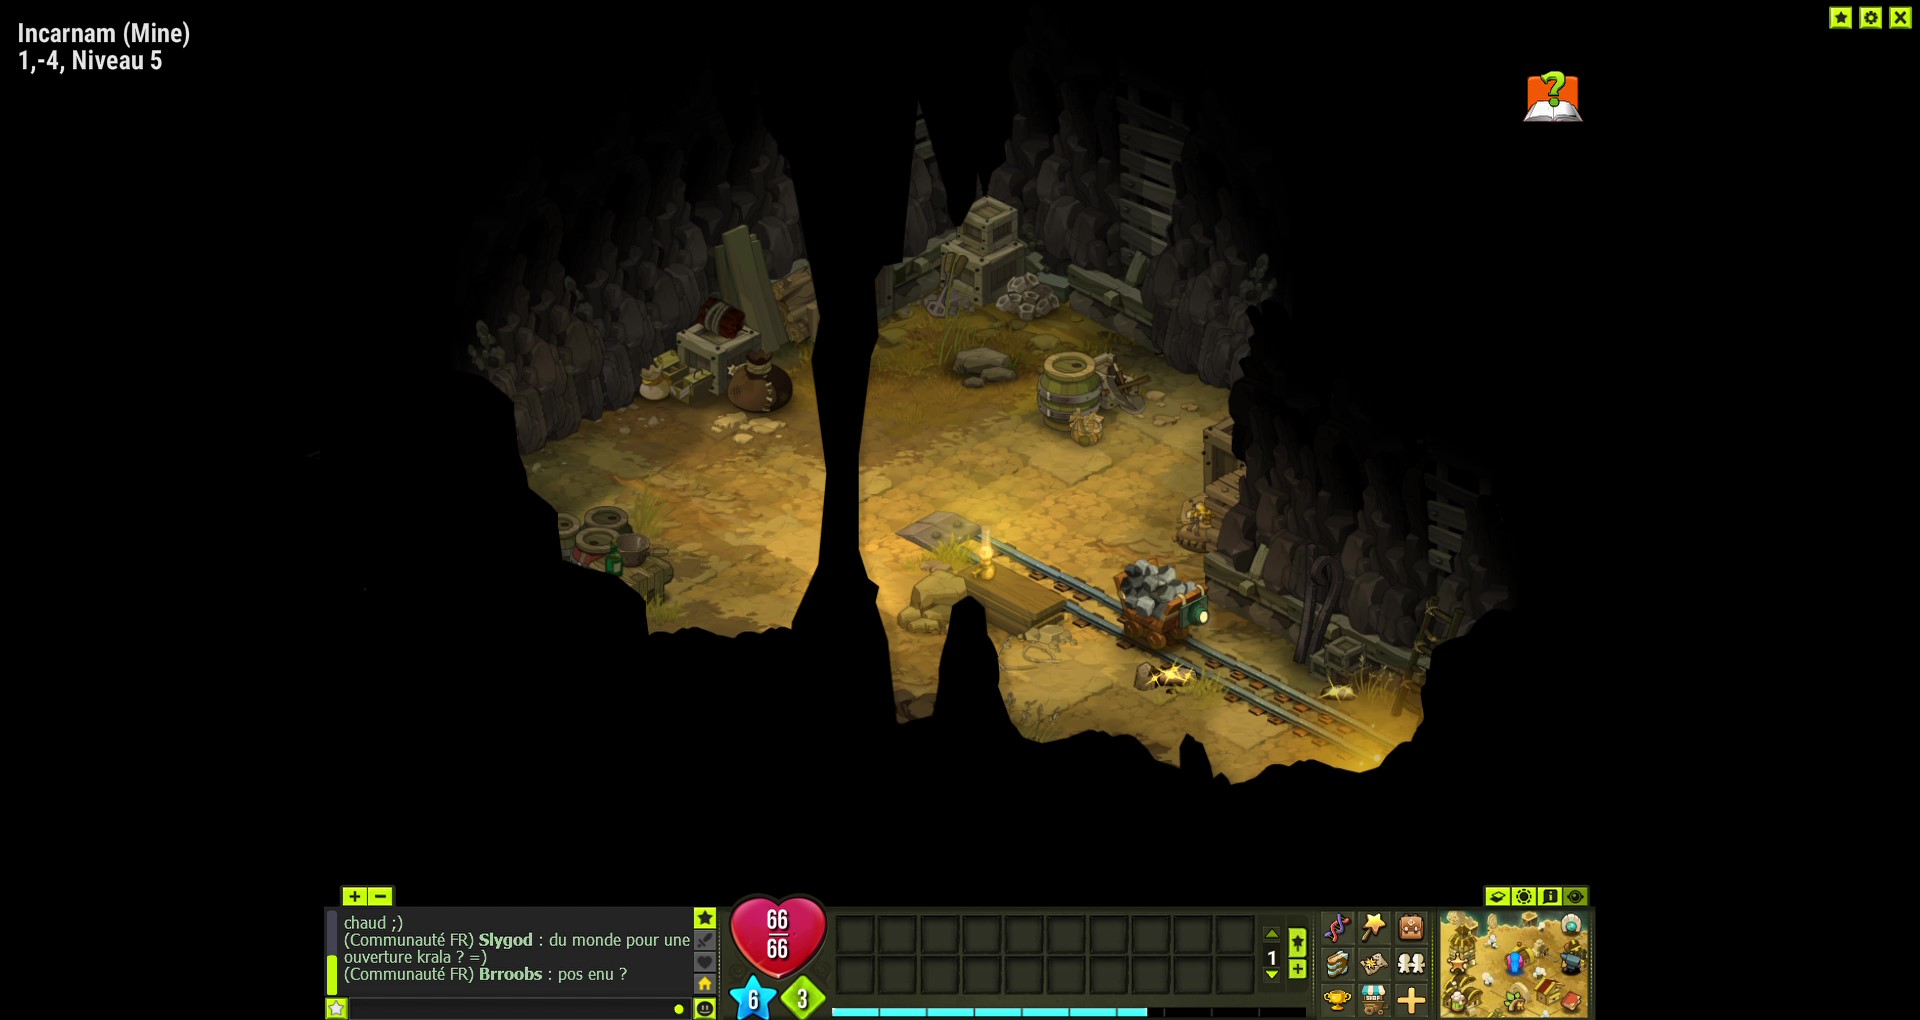 Incarnam (Mine)
1,-4, Niveau 5
?
chaud ;)
(Communauté FR) Slygod : du monde pour une
ouverture krala ? =)
(Communauté FR) Brroobs : pos enu ?
66
66
6
3
1
SHOP